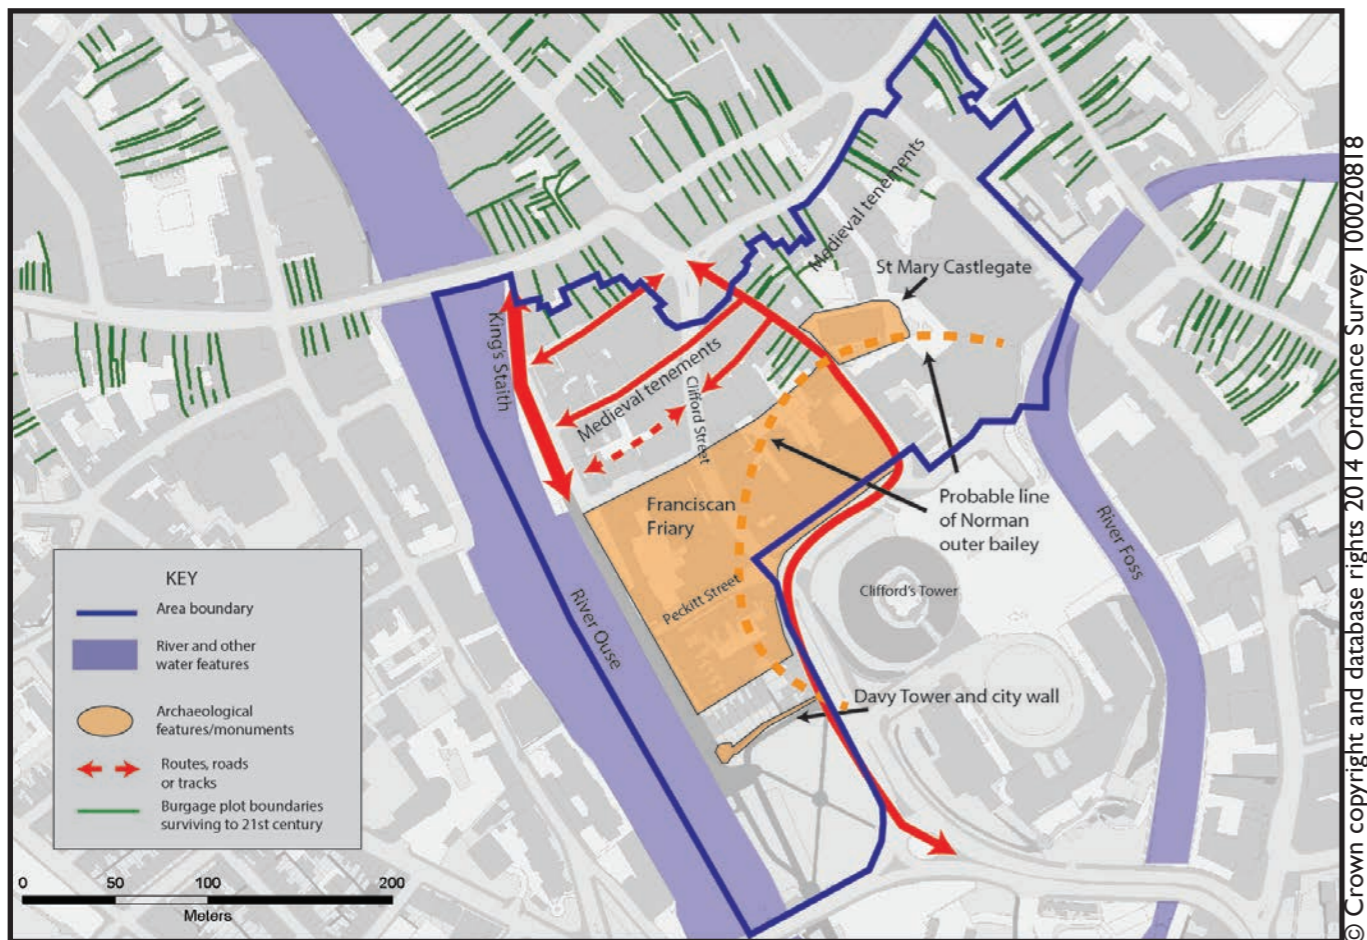 Medieval tenements
St Mary Castlegate
King's Staith
Medieval tenements
Clifford Street
Probable line
of Norman
outer bailey
Franciscan
Friary
River Foss
Clifford's Tower
Peckitt Street
River Ouse
Davy Tower and city wall
KEY
Area boundary
River and other
water features
Archaeological
features/monuments
Routes, roads
or tracks
Burgage plot boundaries
surviving to 21st century
0 50 100 200
Meters
© Crown copyright and database rights 2014 Ordnance Survey 100020818